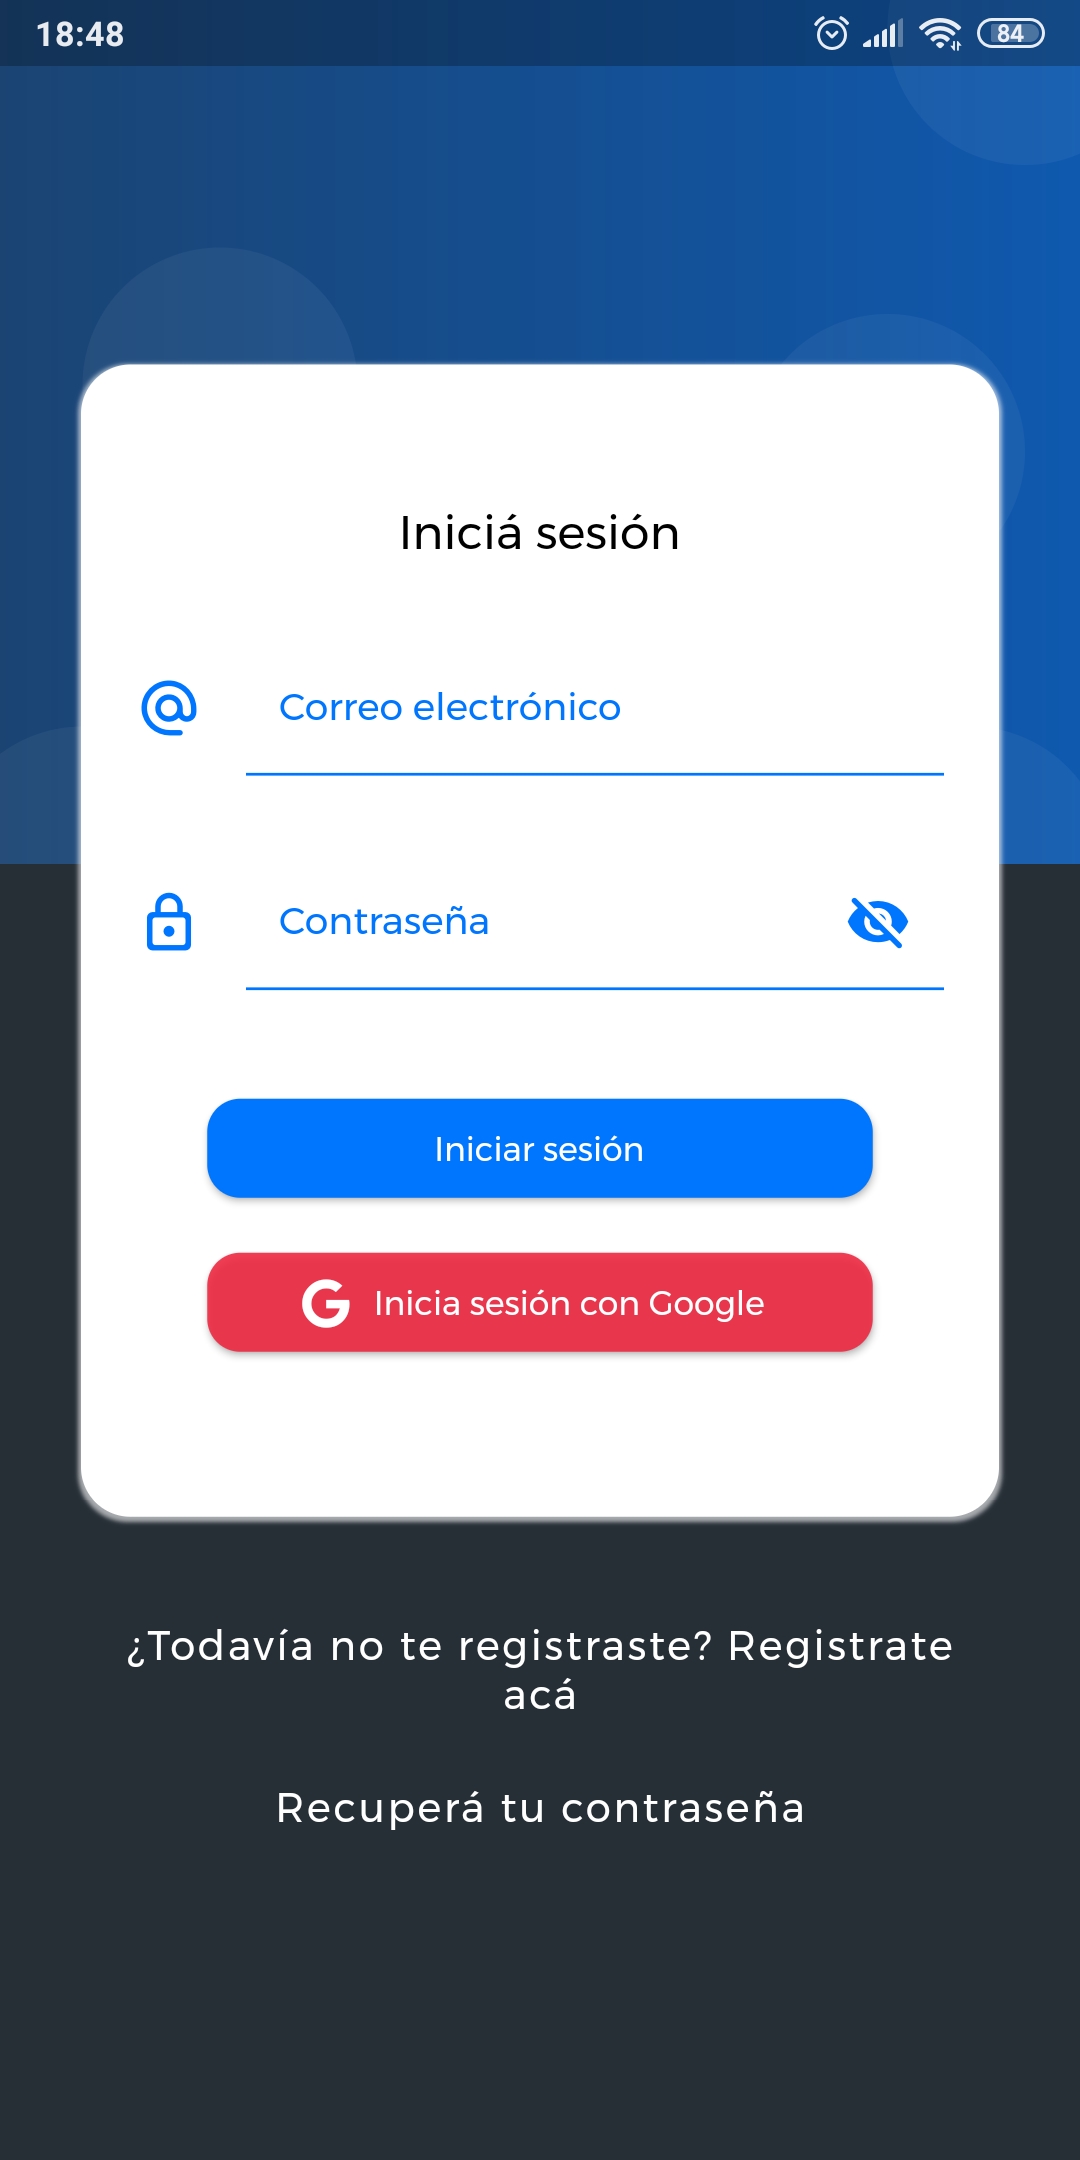 18:48
84
Iniciá sesión
Correo electrónico
Contraseña
Iniciar sesión
Inicia sesión con Google
¿Todavía no te registraste? Registrate
acá
Recuperá tu contraseña